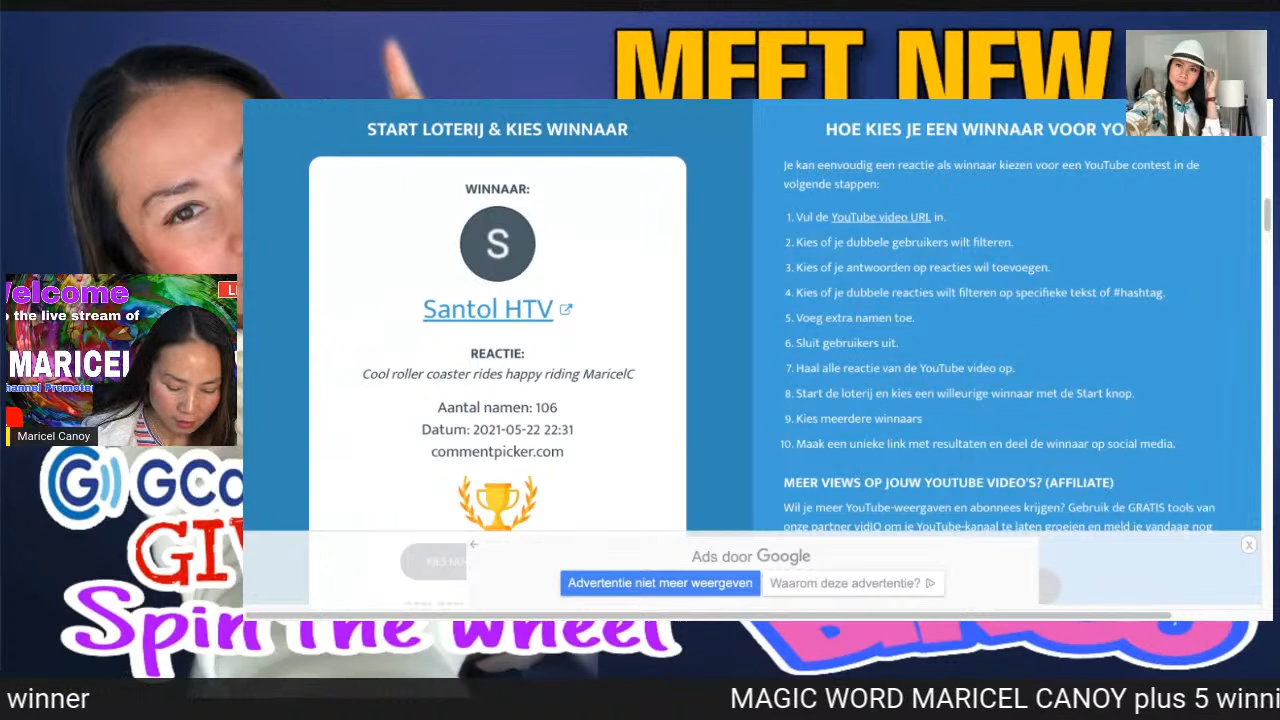 MEET NEW
START LOTERIJ & KIES WINNAAR
WINNAAR:
S
Santol HTV
REACTIE:
Cool roller coaster rides happy riding MaricelC
Aantal namen: 106
Datum: 2021-05-22 22:31
commentpicker.com
HOE KIES JE EEN WINNAAR VOOR YO
Je kan eenvoudig een reactie als winnaar kiezen voor een YouTube contest in de
volgende stappen:
1. Vul de YouTube video URL in.
2. Kies of je dubbele gebruikers wilt filteren.
3. Kies of je antwoorden op reacties wil toevoegen.
4. Kies of je dubbele reacties wilt filteren op specifieke tekst of #hashtag.
5. Voeg extra namen toe.
6. Sluit gebruikers uit.
7. Haal alle reactie van de YouTube video op.
8. Start de loterij en kies een willeurige winnaar met de Start knop.
9. Kies meerdere winnaars
10. Maak een unieke link met resultaten en deel de winnaar op social media.
MEER VIEWS OP JOUW YOUTUBE VIDEO'S? (AFFILIATE)
Wil je meer YouTube-weergaven en abonnees krijgen? Gebruik de GRATIS tools van
onze partner vidiQ om je YouTube-kanaal te laten groeien en meld je vandaag nog
Ads door Google
Advertentie niet meer weergeven
Waarom deze advertentie?
X
Welcome
o the live stream of
MARICEL
hannel Promoter
Maricel Canoy
GCo
GIV
Spin the wheel
winner
MAGIC WORD MARICEL CANOY plus 5 winni